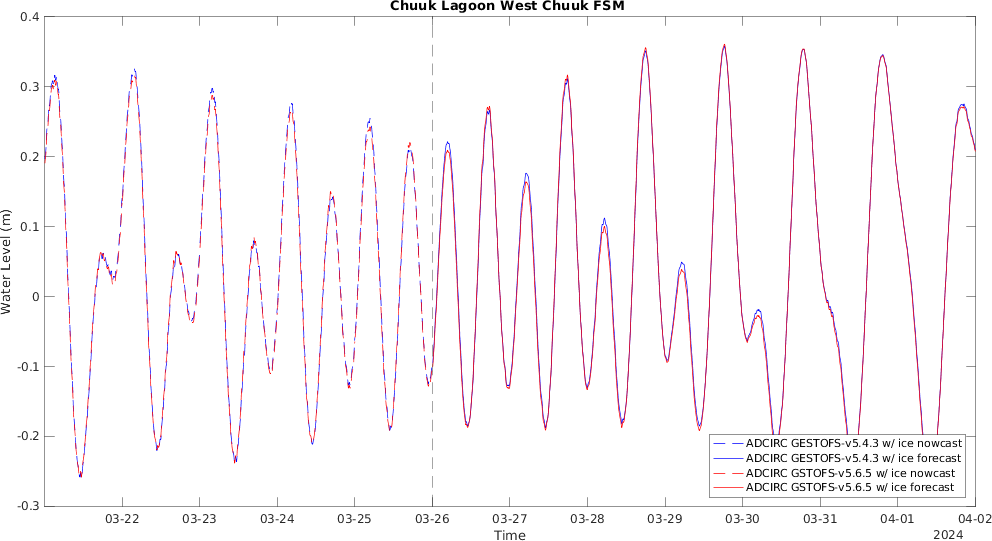 Chuuk Lagoon West Chuuk FSM
0.4
0.3
0.2
0.1
0
-0.1
-0.2
-0.3
Water Level (m)
ADCIRC GESTOFS-v5.4.3 w/ ice nowcast
ADCIRC GESTOFS-v5.4.3 w/ ice forecast
ADCIRC GSTOFS-v5.6.5 w/ ice nowcast
ADCIRC GSTOFS-v5.6.5 w/ ice forecast
03-22 03-23 03-24 03-25 03-26 03-27 03-28 03-29 03-30 03-31 04-01 04-02
Time 2024